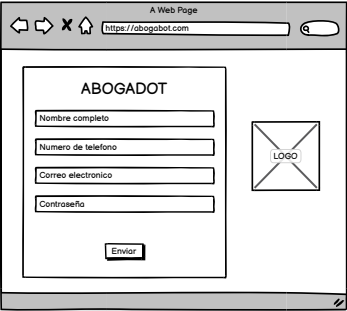 A Web Page
https://abogabot.com
ABOGADOT
Nombre completo
Numero de telefono
Correo electronico
Contraseña
LOGO
Enviar